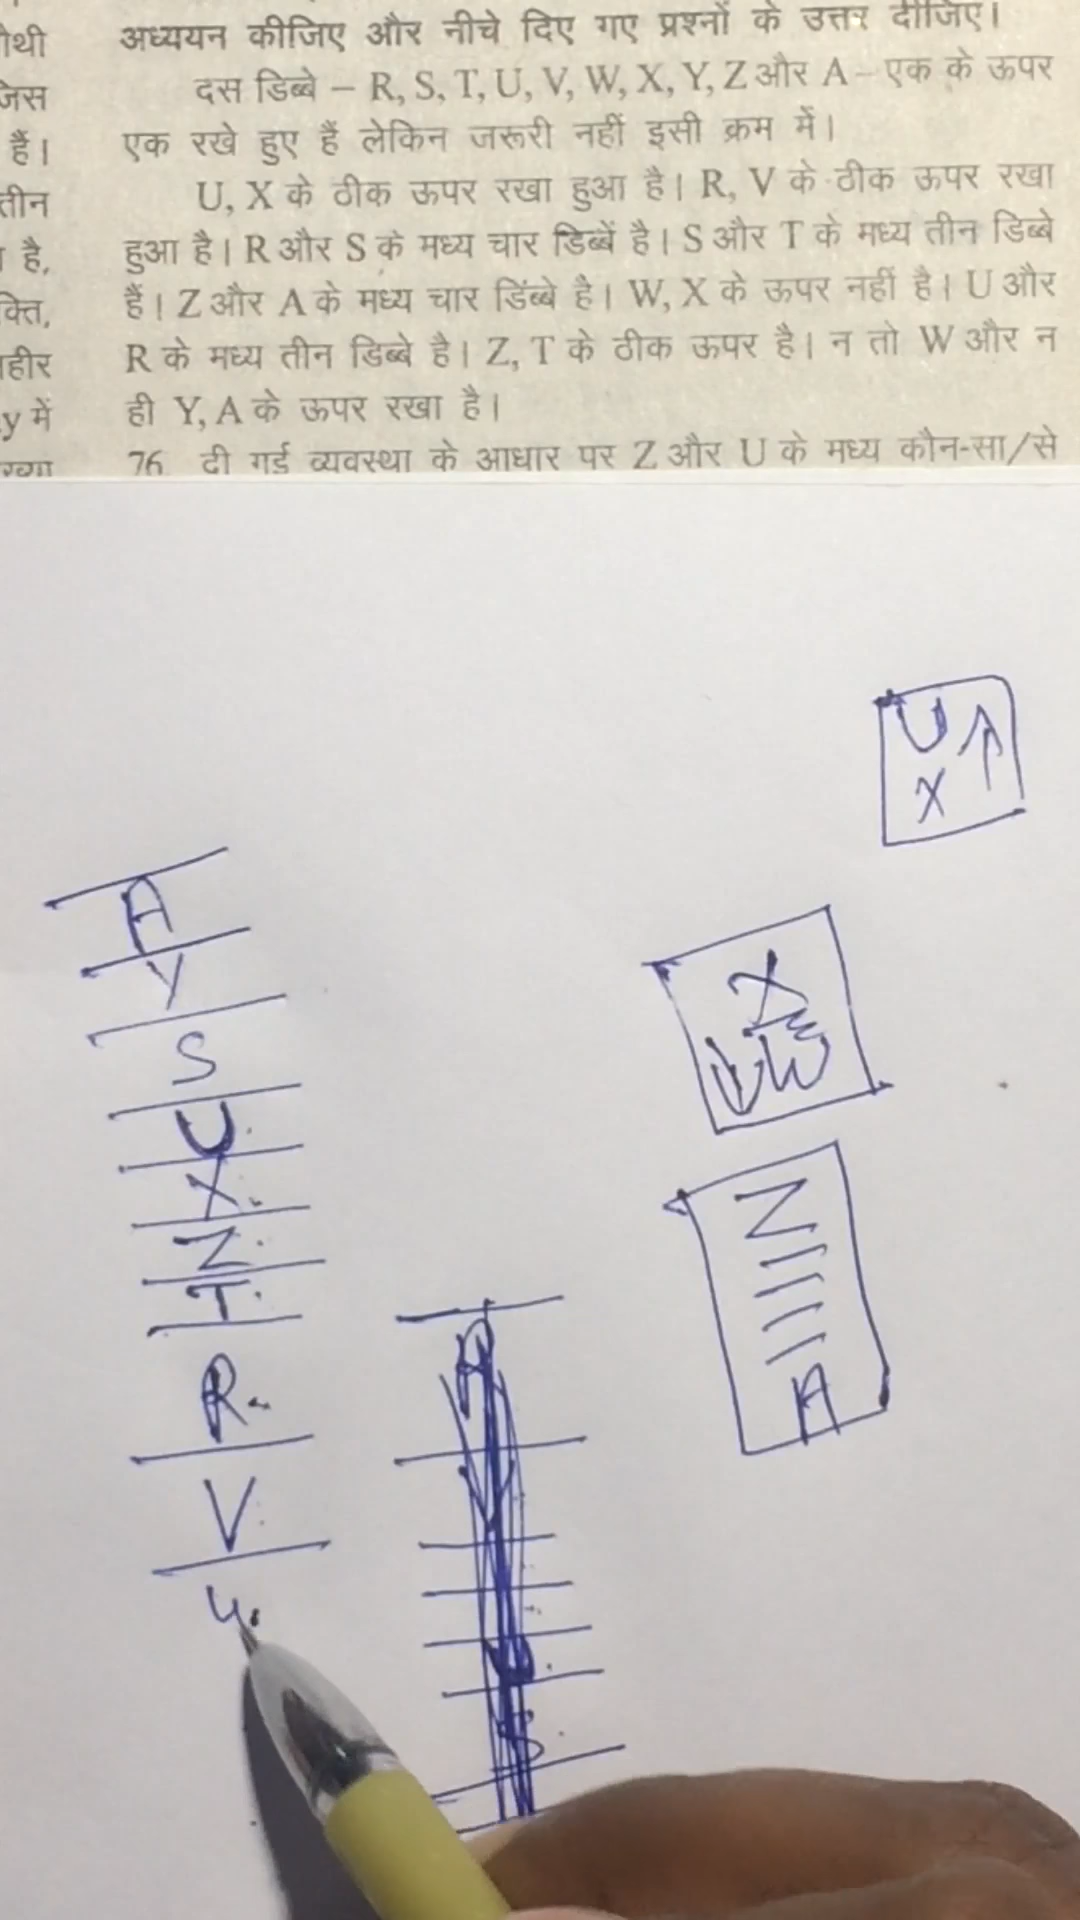 ोथी
जिस
हैं।
तीन
है,
क्ति,
ाहीर
y में
अध्ययन कीजिए और नीचे दिए गए प्रश्नों के उत्तर दीजिए।
दस डिब्बे – R, S, T, U, V, W, X, Y, Z और A – एक के ऊपर
एक रखे हुए हैं लेकिन जरूरी नहीं इसी क्रम में।
U, X के ठीक ऊपर रखा हुआ है। R, V के ठीक ऊपर रखा
हुआ है। R और S के मध्य चार डिब्बें है। S और T के मध्य तीन डिब्बे
हैं। Z और A के मध्य चार डिंब्बे है। W, X के ऊपर नहीं है। U और
R के मध्य तीन डिब्बे है। Z, T के ठीक ऊपर है। न तो W और न
ही Y, A के ऊपर रखा है।
76. दी गई व्यवस्था के आधार पर Z और U के मध्य कौन-सा/से
U
X
A
Y
S
U
X
Z
T
R
V
X
W
Z
A